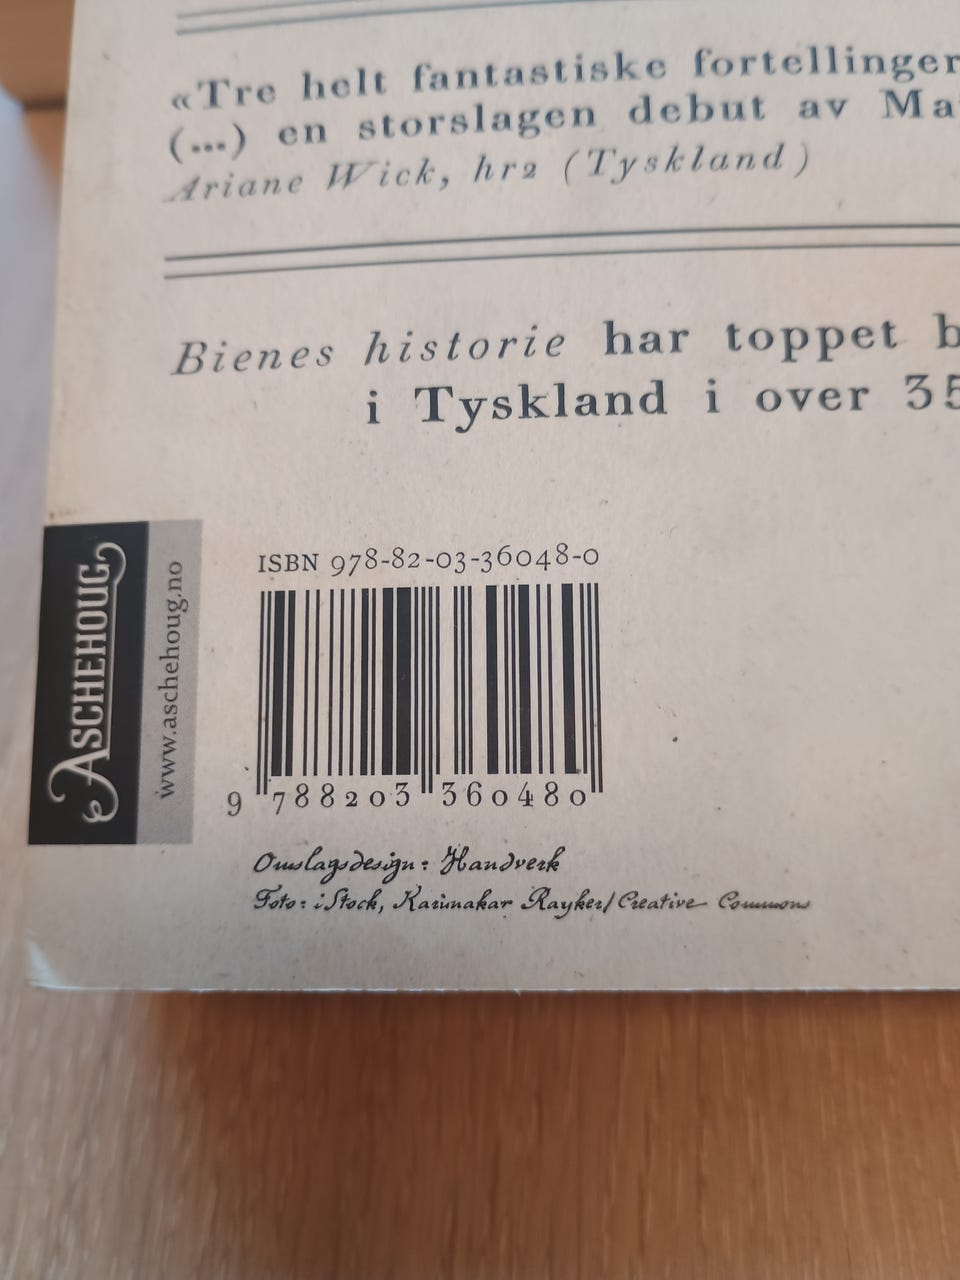 «Tre helt fantastiske fortellinger
(...) en storslagen debut av
Ariane Wick, hr2 (Tyskland)
Bienes historie har toppet
i Tyskland i over 35
ASCHEHOUG
www.aschehoug.no
ISBN 978-82-03-36048-0
9 788203 360480
Omslagsdesign: Handverk
Foto: iStock, Karunakar Rayker/Creative Commons